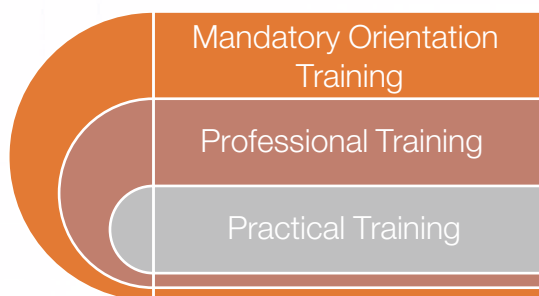 Mandatory Orientation
Training
Professional Training
Practical Training